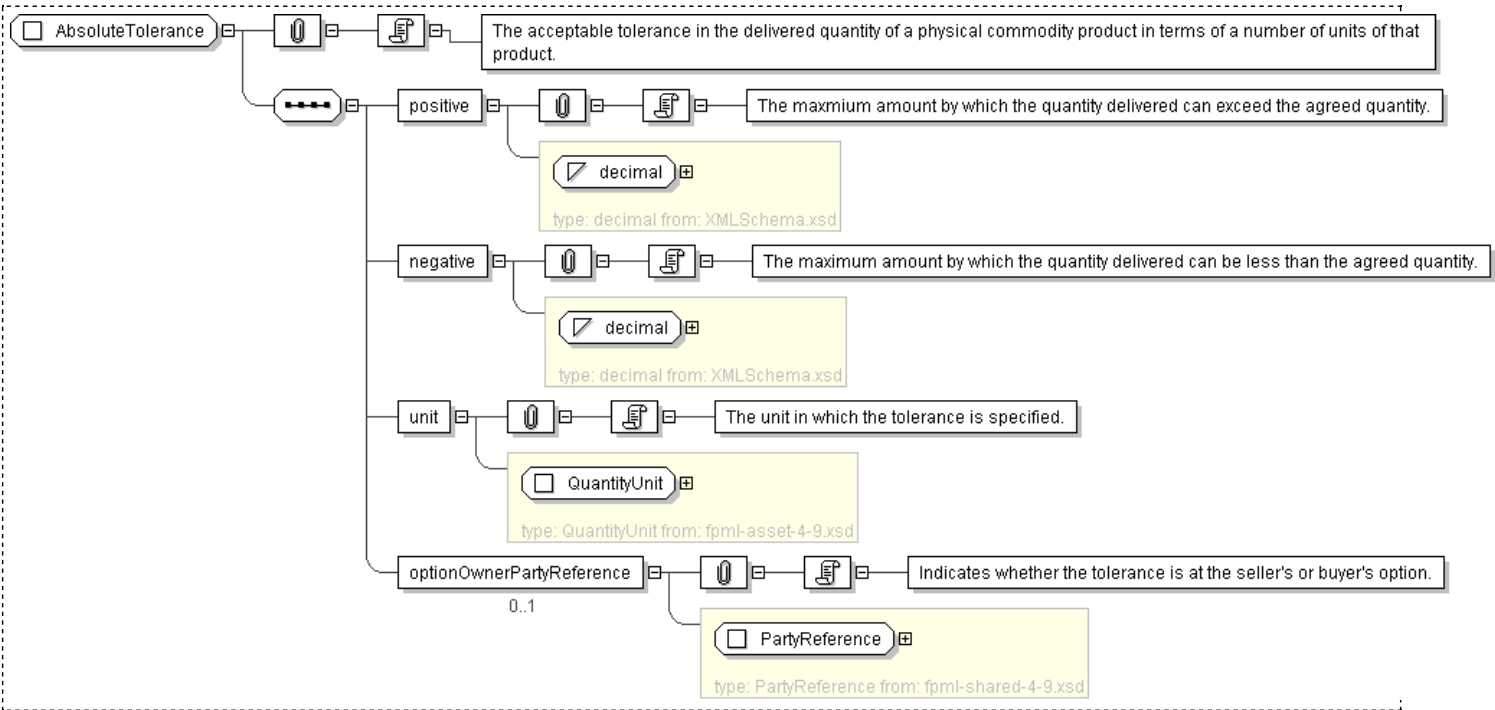 AbsoluteTolerance
The acceptable tolerance in the delivered quantity of a physical commodity product in terms of a number of units of that
product.
positive
The maxmium amount by which the quantity delivered can exceed the agreed quantity.
decimal
type: decimal from: XMLSchema.xsd
negative
The maximum amount by which the quantity delivered can be less than the agreed quantity.
decimal
type: decimal from: XMLSchema.xsd
unit
The unit in which the tolerance is specified.
QuantityUnit
type: QuantityUnit from: fpml-asset-4-9.xsd
optionOwnerPartyReference
Indicates whether the tolerance is at the seller's or buyer's option.
0..1
PartyReference
type: PartyReference from: fpml-shared-4-9.xsd